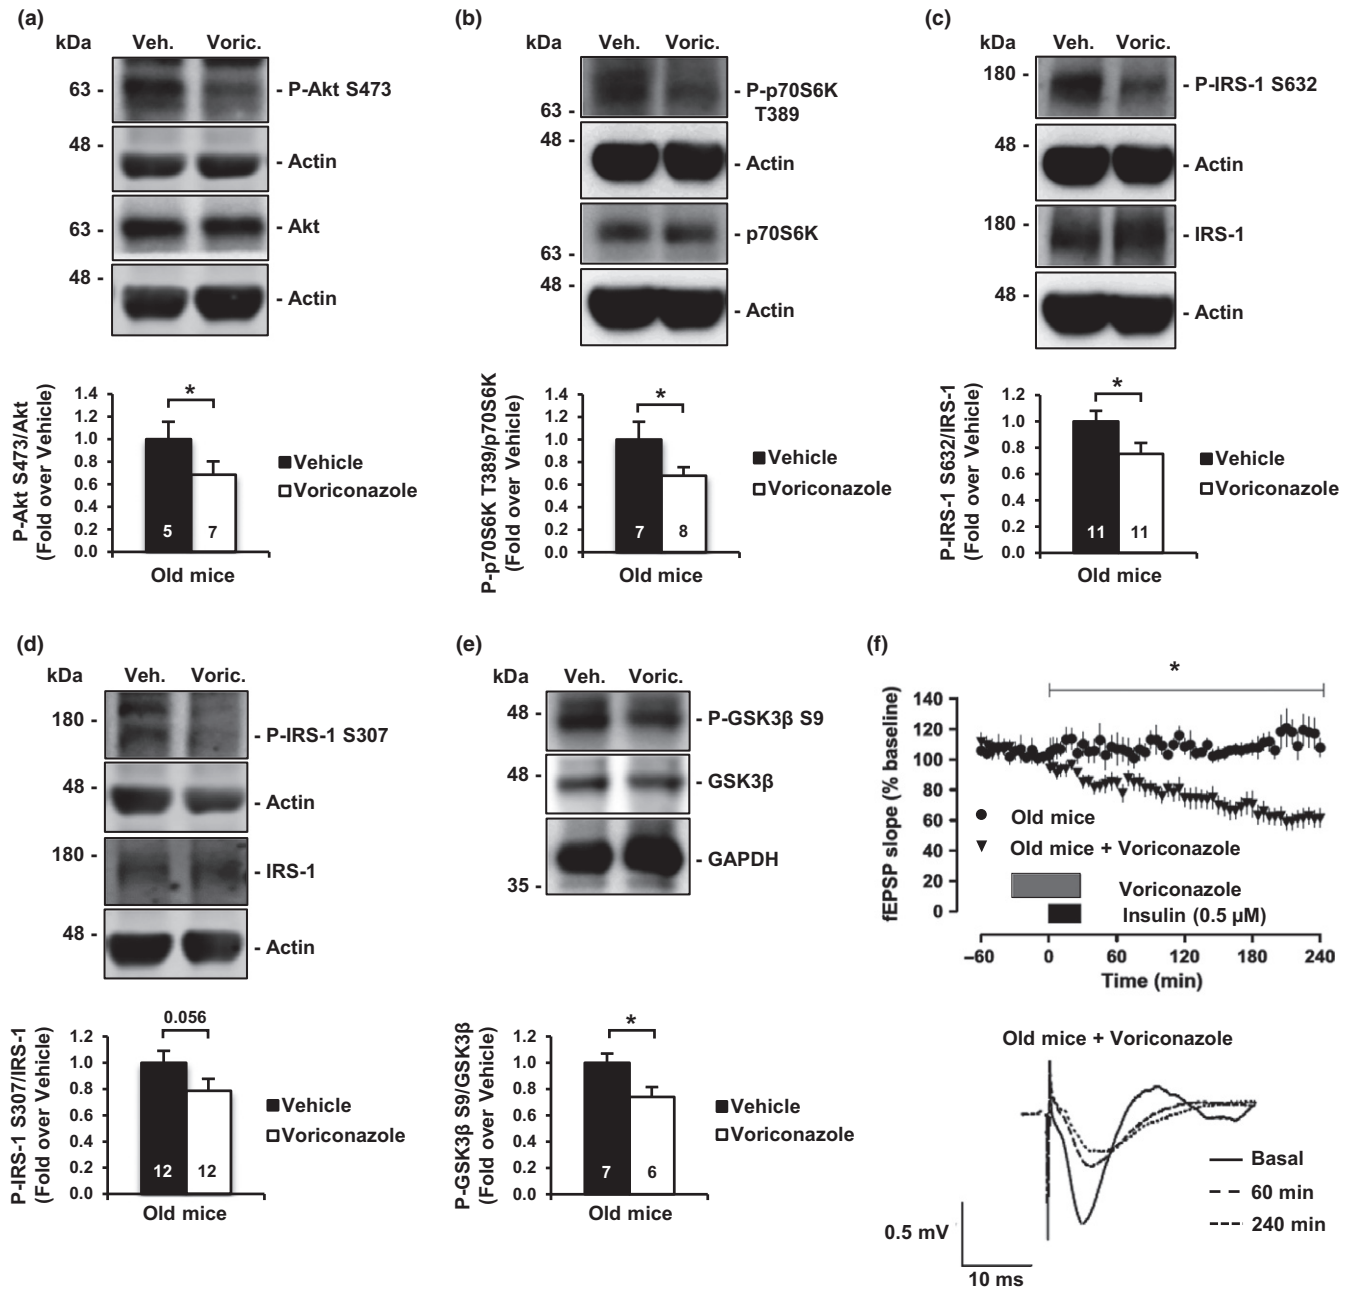 (a)
kDa Veh. Voric.
63 - - P-Akt S473
48 - - Actin
63 - - Akt
48 - - Actin
P-Akt S473/Akt
(Fold over Vehicle)
1.4
1.2
1.0
0.8
0.6
0.4
0.2
0.0
*
5 7
Old mice
Vehicle
Voriconazole
(b)
kDa Veh. Voric.
- P-p70S6K
63 - T389
48 - - Actin
- p70S6K
63 -
48 - - Actin
P-p70S6K T389/p70S6K
(Fold over Vehicle)
1.4
1.2
1.0
0.8
0.6
0.4
0.2
0.0
*
7 8
Old mice
Vehicle
Voriconazole
(c)
kDa Veh. Voric.
180 - - P-IRS-1 S632
48 - - Actin
180 - - IRS-1
48 - - Actin
P-IRS-1 S632/IRS-1
(Fold over Vehicle)
1.2
1.0
0.8
0.6
0.4
0.2
0.0
*
11 11
Old mice
Vehicle
Voriconazole
(d)
kDa Veh. Voric.
180 - - P-IRS-1 S307
48 - - Actin
180 - - IRS-1
48 - - Actin
P-IRS-1 S307/IRS-1
(Fold over Vehicle)
1.2
1.0
0.8
0.6
0.4
0.2
0.0
0.056
12 12
Old mice
Vehicle
Voriconazole
(e)
kDa Veh. Voric.
48 - - P-GSK3β S9
48 - - GSK3β
- GAPDH
35 -
P-GSK3β S9/GSK3β
(Fold over Vehicle)
1.2
1.0
0.8
0.6
0.4
0.2
0.0
*
7 6
Old mice
Vehicle
Voriconazole
(f)
*
fEPSP slope (% baseline)
140
120
100
80
60
40
20
0
Old mice
Old mice + Voriconazole
Voriconazole
Insulin (0.5 µM)
−60 0 60 120 180 240
Time (min)
Old mice + Voriconazole
Basal
60 min
240 min
0.5 mV
10 ms